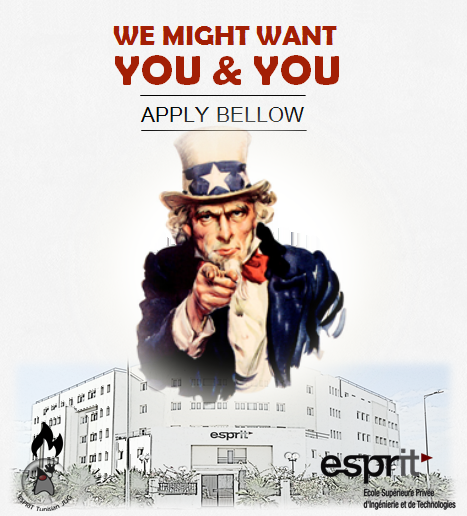 WE MIGHT WANT
YOU & YOU
APPLY BELLOW
esprit
esprit
Ecole Supérieure Privée
d'Ingénierie et de Technologies
ESPRIT Tunisian JUG